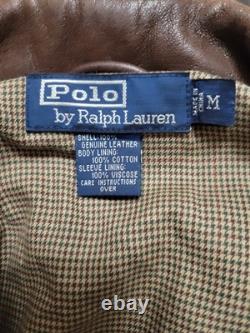 Polo
by Ralph Lauren
MADE IN
CHINA
M
SHELL:100%
GENUINE LEATHER
BODY LINING:
100% COTTON
SLEEVE LINING:
100% VISCOSE
CARE INSTRUCTIONS
OVER